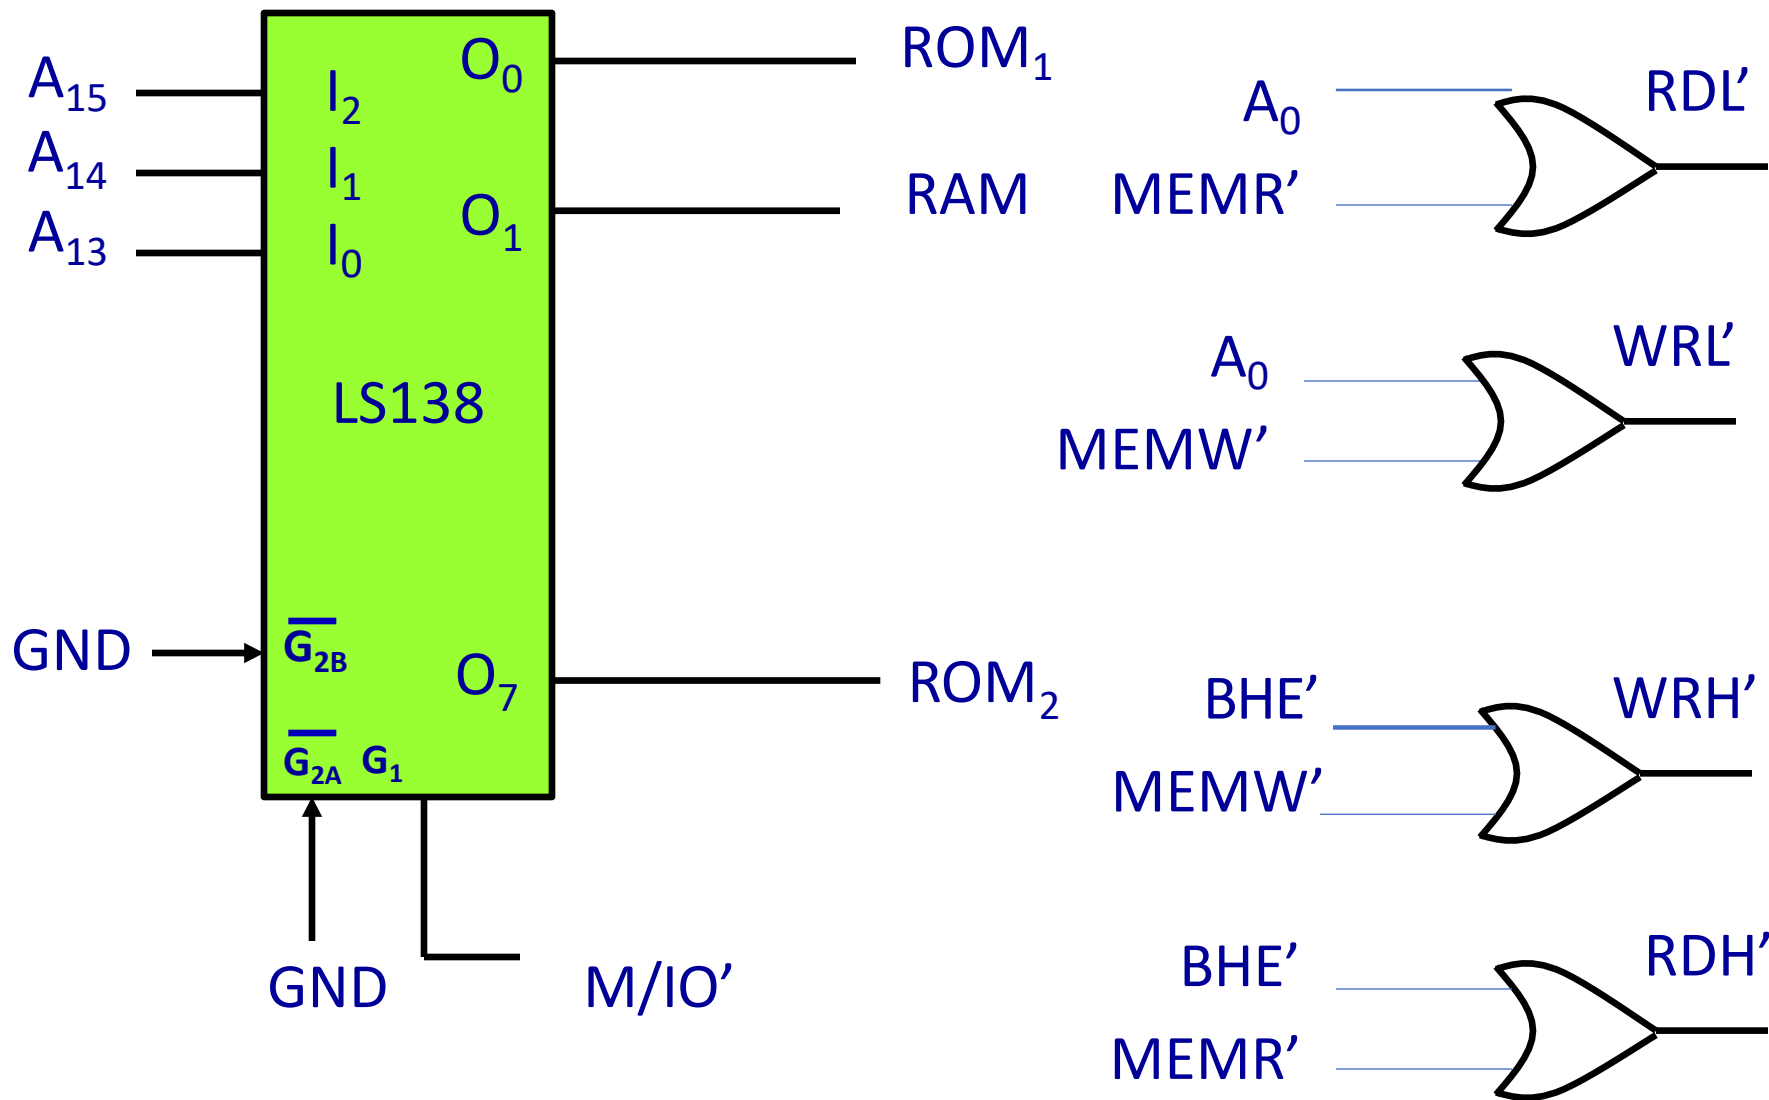 A15
A14
A13
I2
I1
I0
O0
O1
LS138
GND
G2B
O7
G2A G1
GND
M/IO’
ROM1
RAM
ROM2
A0
RDL’
MEMR’
A0
WRL’
MEMW’
BHE’
WRH’
MEMW’
BHE’
RDH’
MEMR’